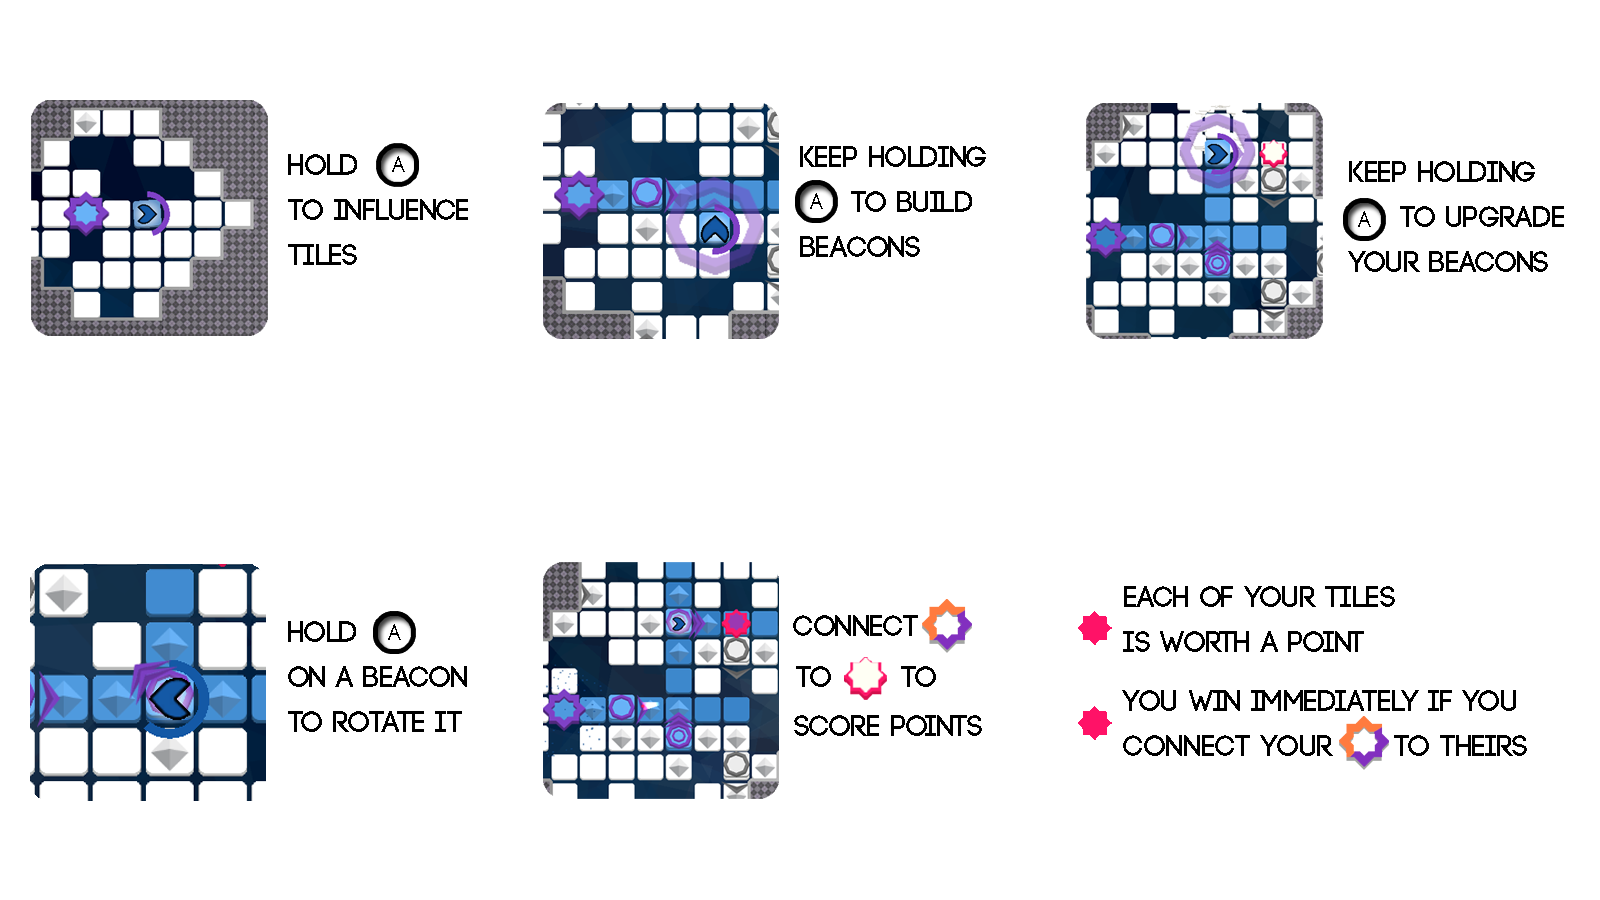 HOLD A
TO INFLUENCE
TILES
KEEP HOLDING
A TO BUILD
BEACONS
KEEP HOLDING
A TO UPGRADE
YOUR BEACONS
HOLD A
ON A BEACON
TO ROTATE IT
CONNECT
TO TO
SCORE POINTS
EACH OF YOUR TILES
IS WORTH A POINT
YOU WIN IMMEDIATELY IF YOU
CONNECT YOUR TO THEIRS